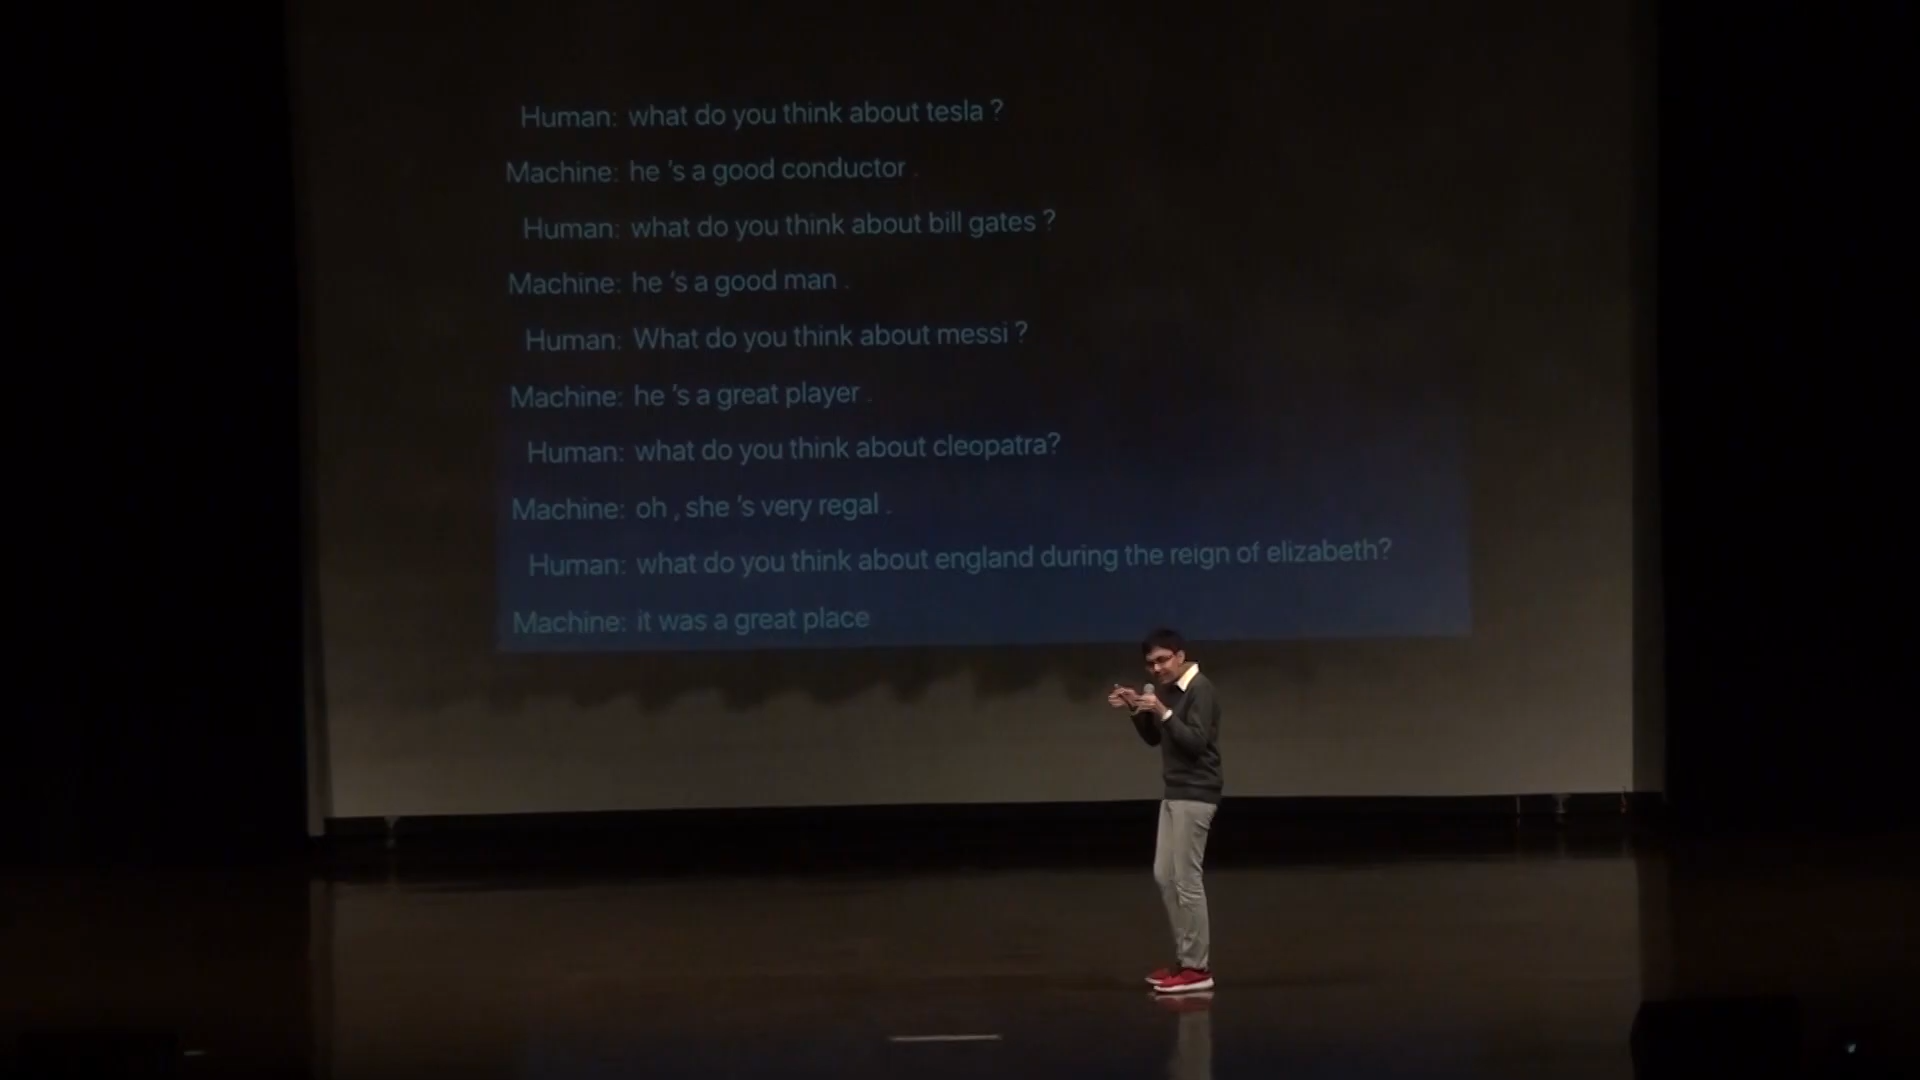 Human: what do you think about tesla ?
Machine: he 's a good conductor .
Human: what do you think about bill gates ?
Machine: he 's a good man .
Human: What do you think about messi ?
Machine: he 's a great player .
Human: what do you think about cleopatra?
Machine: oh , she 's very regal .
Human: what do you think about england during the reign of elizabeth?
Machine: it was a great place